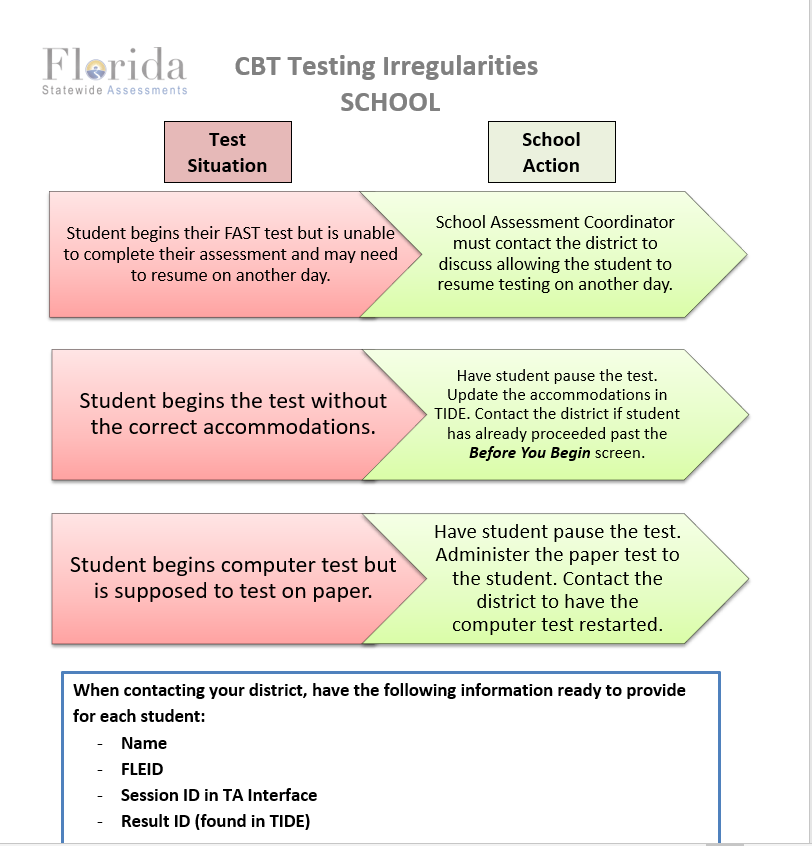 Florida
Statewide Assessments
CBT Testing Irregularities
SCHOOL
Test
Situation
School
Action
Student begins their FAST test but is unable
to complete their assessment and may need
to resume on another day.
School Assessment Coordinator
must contact the district to
discuss allowing the student to
resume testing on another day.
Student begins the test without
the correct accommodations.
Have student pause the test.
Update the accommodations in
TIDE. Contact the district if student
has already proceeded past the
Before You Begin screen.
Student begins computer test but
is supposed to test on paper.
Have student pause the test.
Administer the paper test to
the student. Contact the
district to have the
computer test restarted.
When contacting your district, have the following information ready to provide
for each student:
- Name
- FLEID
- Session ID in TA Interface
- Result ID (found in TIDE)